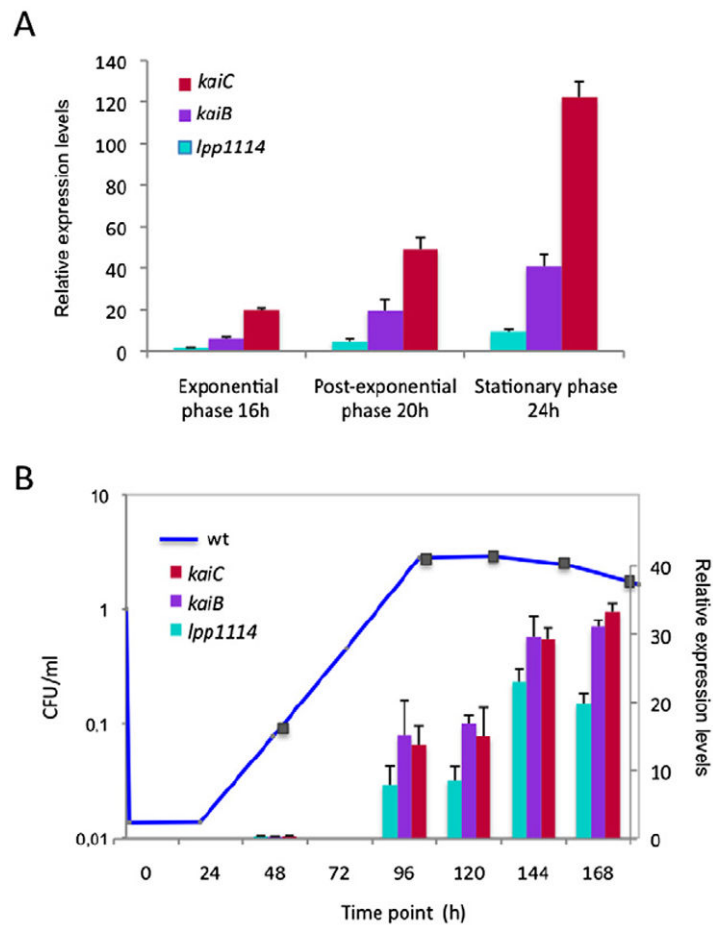 A
140
120
100
80
60
40
20
0
Relative expression levels
kaiC
kaiB
lpp1114
Exponential
phase 16h
Post-exponential
phase 20h
Stationary phase
24h
B
10
1
0.1
0,01
CFU/ml
wt
kaiC
kaiB
lpp1114
40
30
20
10
0
Relative expression levels
0 24 48 72 96 120 144 168
Time point (h)